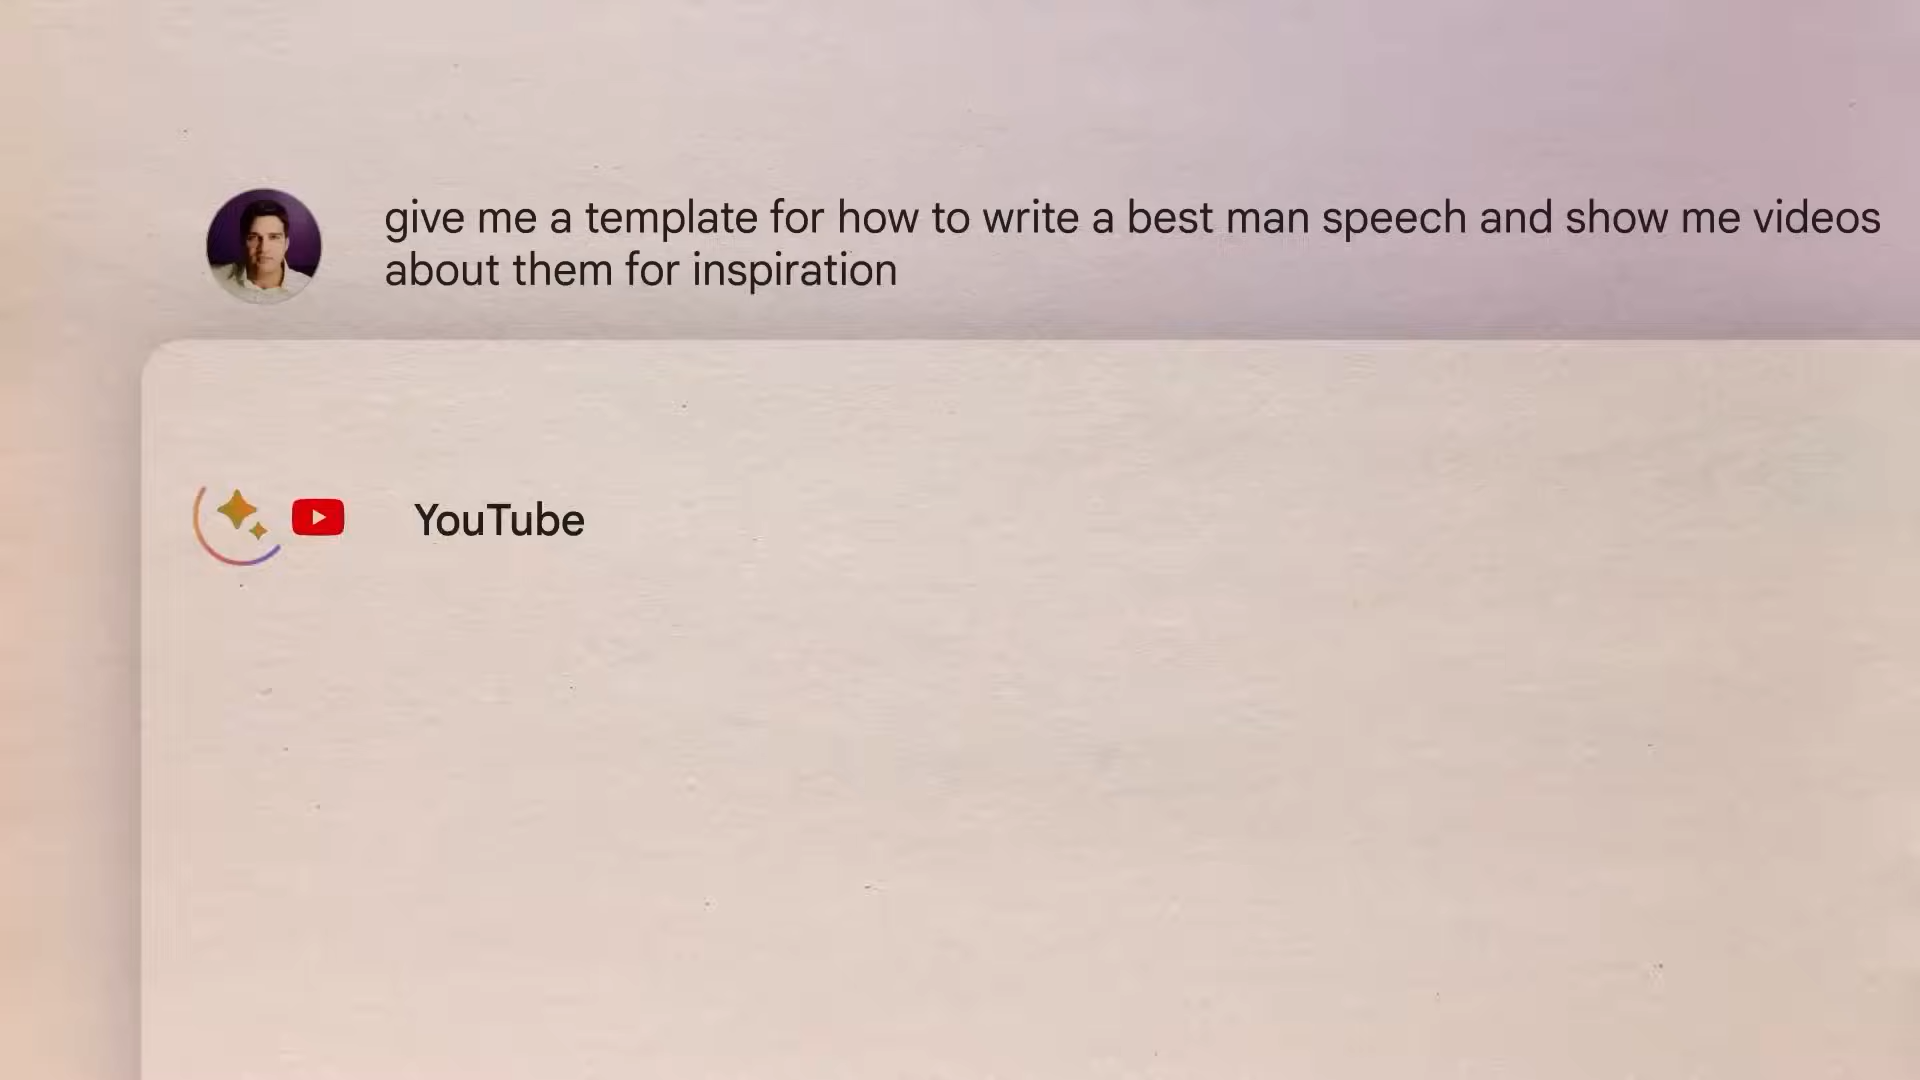 give me a template for how to write a best man speech and show me videos
about them for inspiration
YouTube